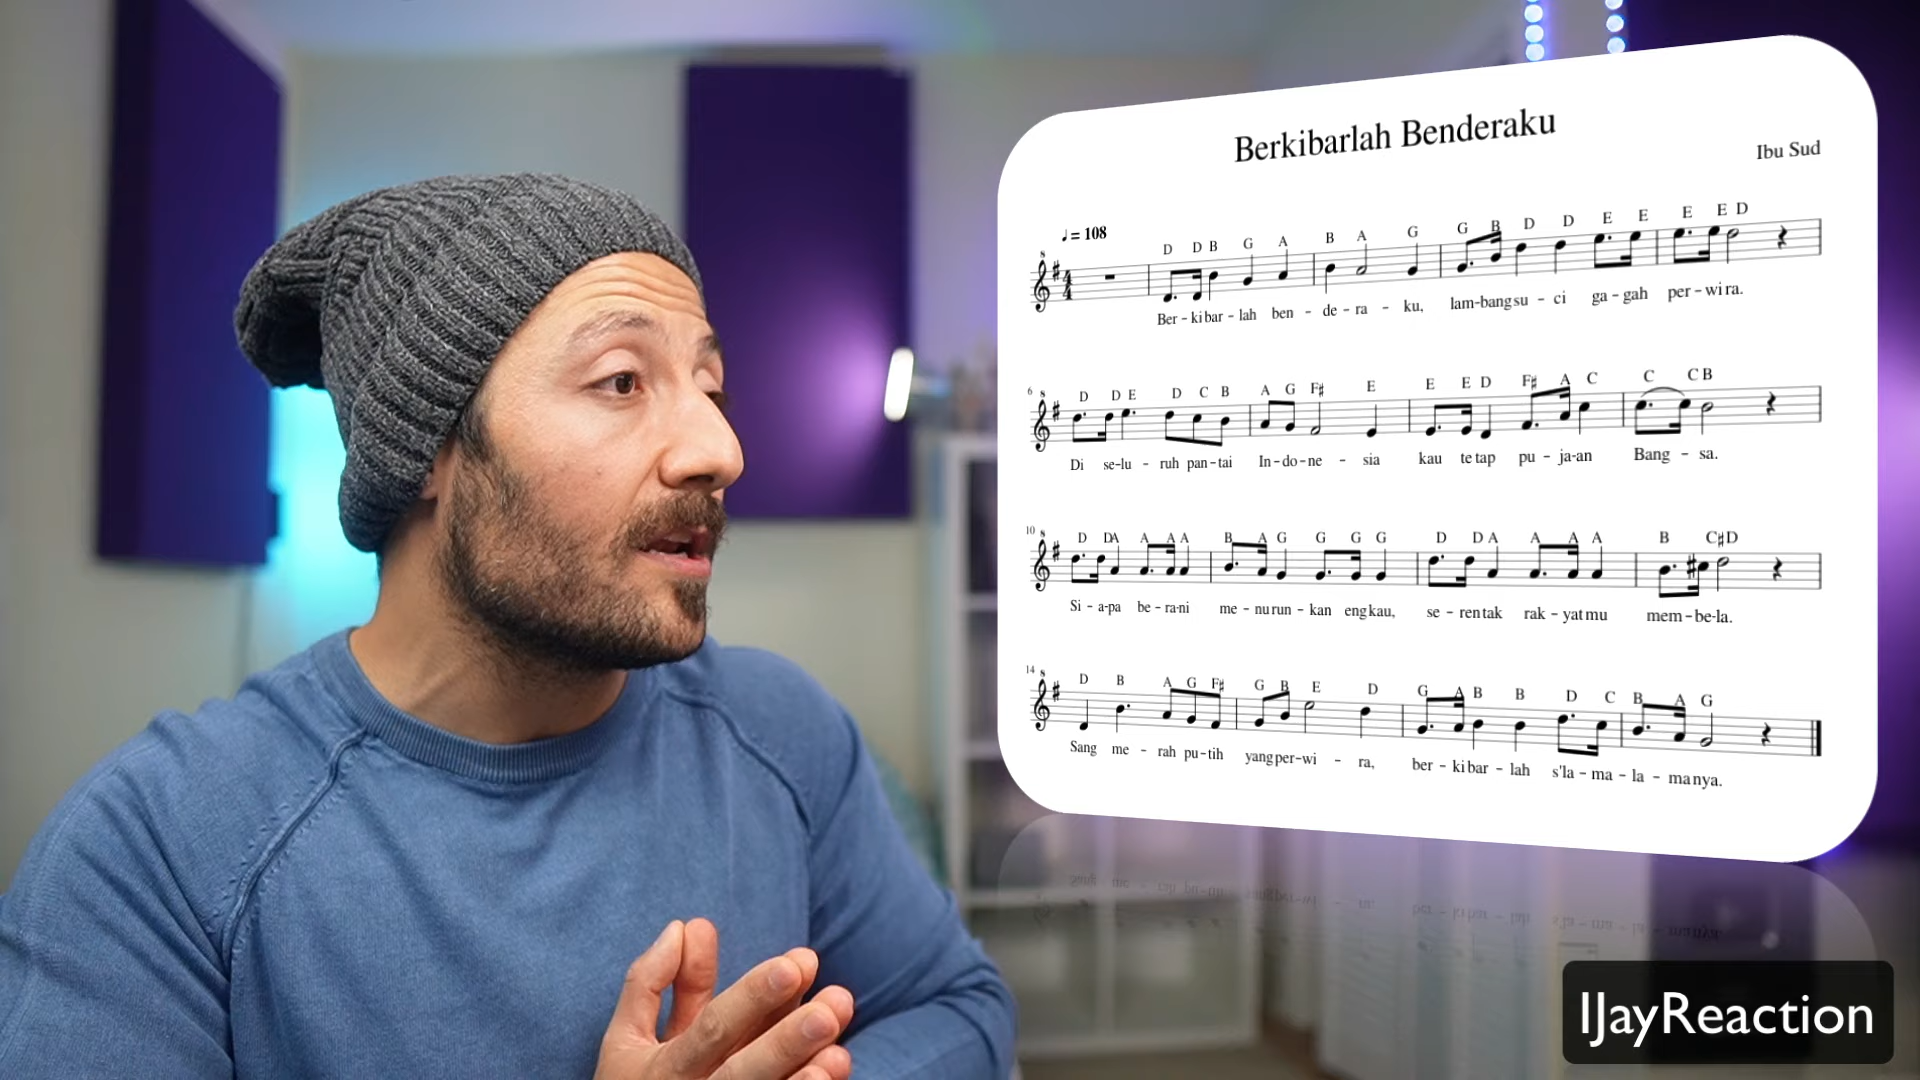 Berkibarlah Benderaku
Ibu Sud
♩ = 108
D D B G A B A G G B D D E E E E D
Ber - ki bar - lah ben - de - ra - ku, lam - bang su - ci ga - gah per - wi ra.
6
D D E D C B A G F♯ E E E D F♯ A C C C B
Di se - lu - ruh pan - tai In - do - ne - sia kau te tap pu - ja - an Bang - sa.
10
D D A A A A B A G G G G D D A A A A B C♯ D
Si - a - pa be - ra - ni me - nu run - kan eng kau, se - ren tak rak - yat mu mem - be - la.
14
D B A G F♯ G B E D G A B B D C B A G
Sang me - rah pu - tih yang per - wi - ra, ber - ki bar - lah s'la - ma - la - ma nya.
IJayReaction